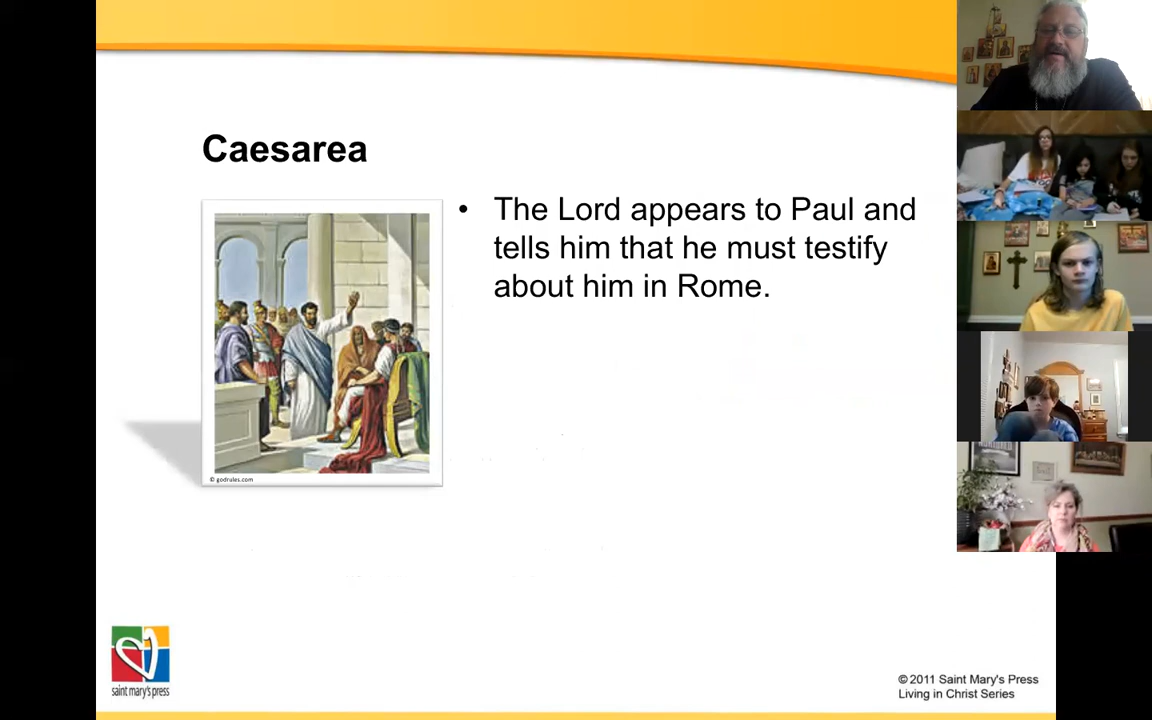 Caesarea
• The Lord appears to Paul and
tells him that he must testify
about him in Rome.
© godrules.com
saint mary's press
© 2011 Saint Mary's Press
Living in Christ Series